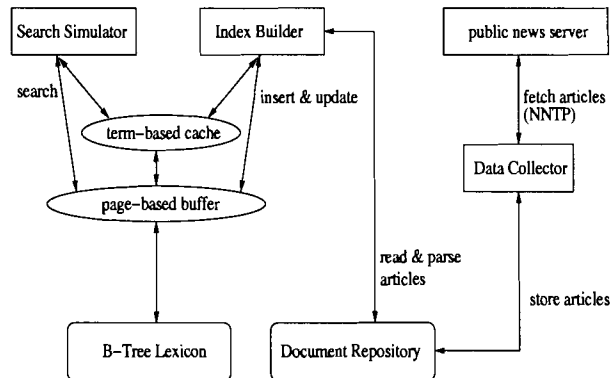 Search Simulator
Index Builder
public news server
search
insert & update
fetch articles
(NNTP)
term-based cache
Data Collector
page-based buffer
read & parse
articles
store articles
B-Tree Lexicon
Document Repository